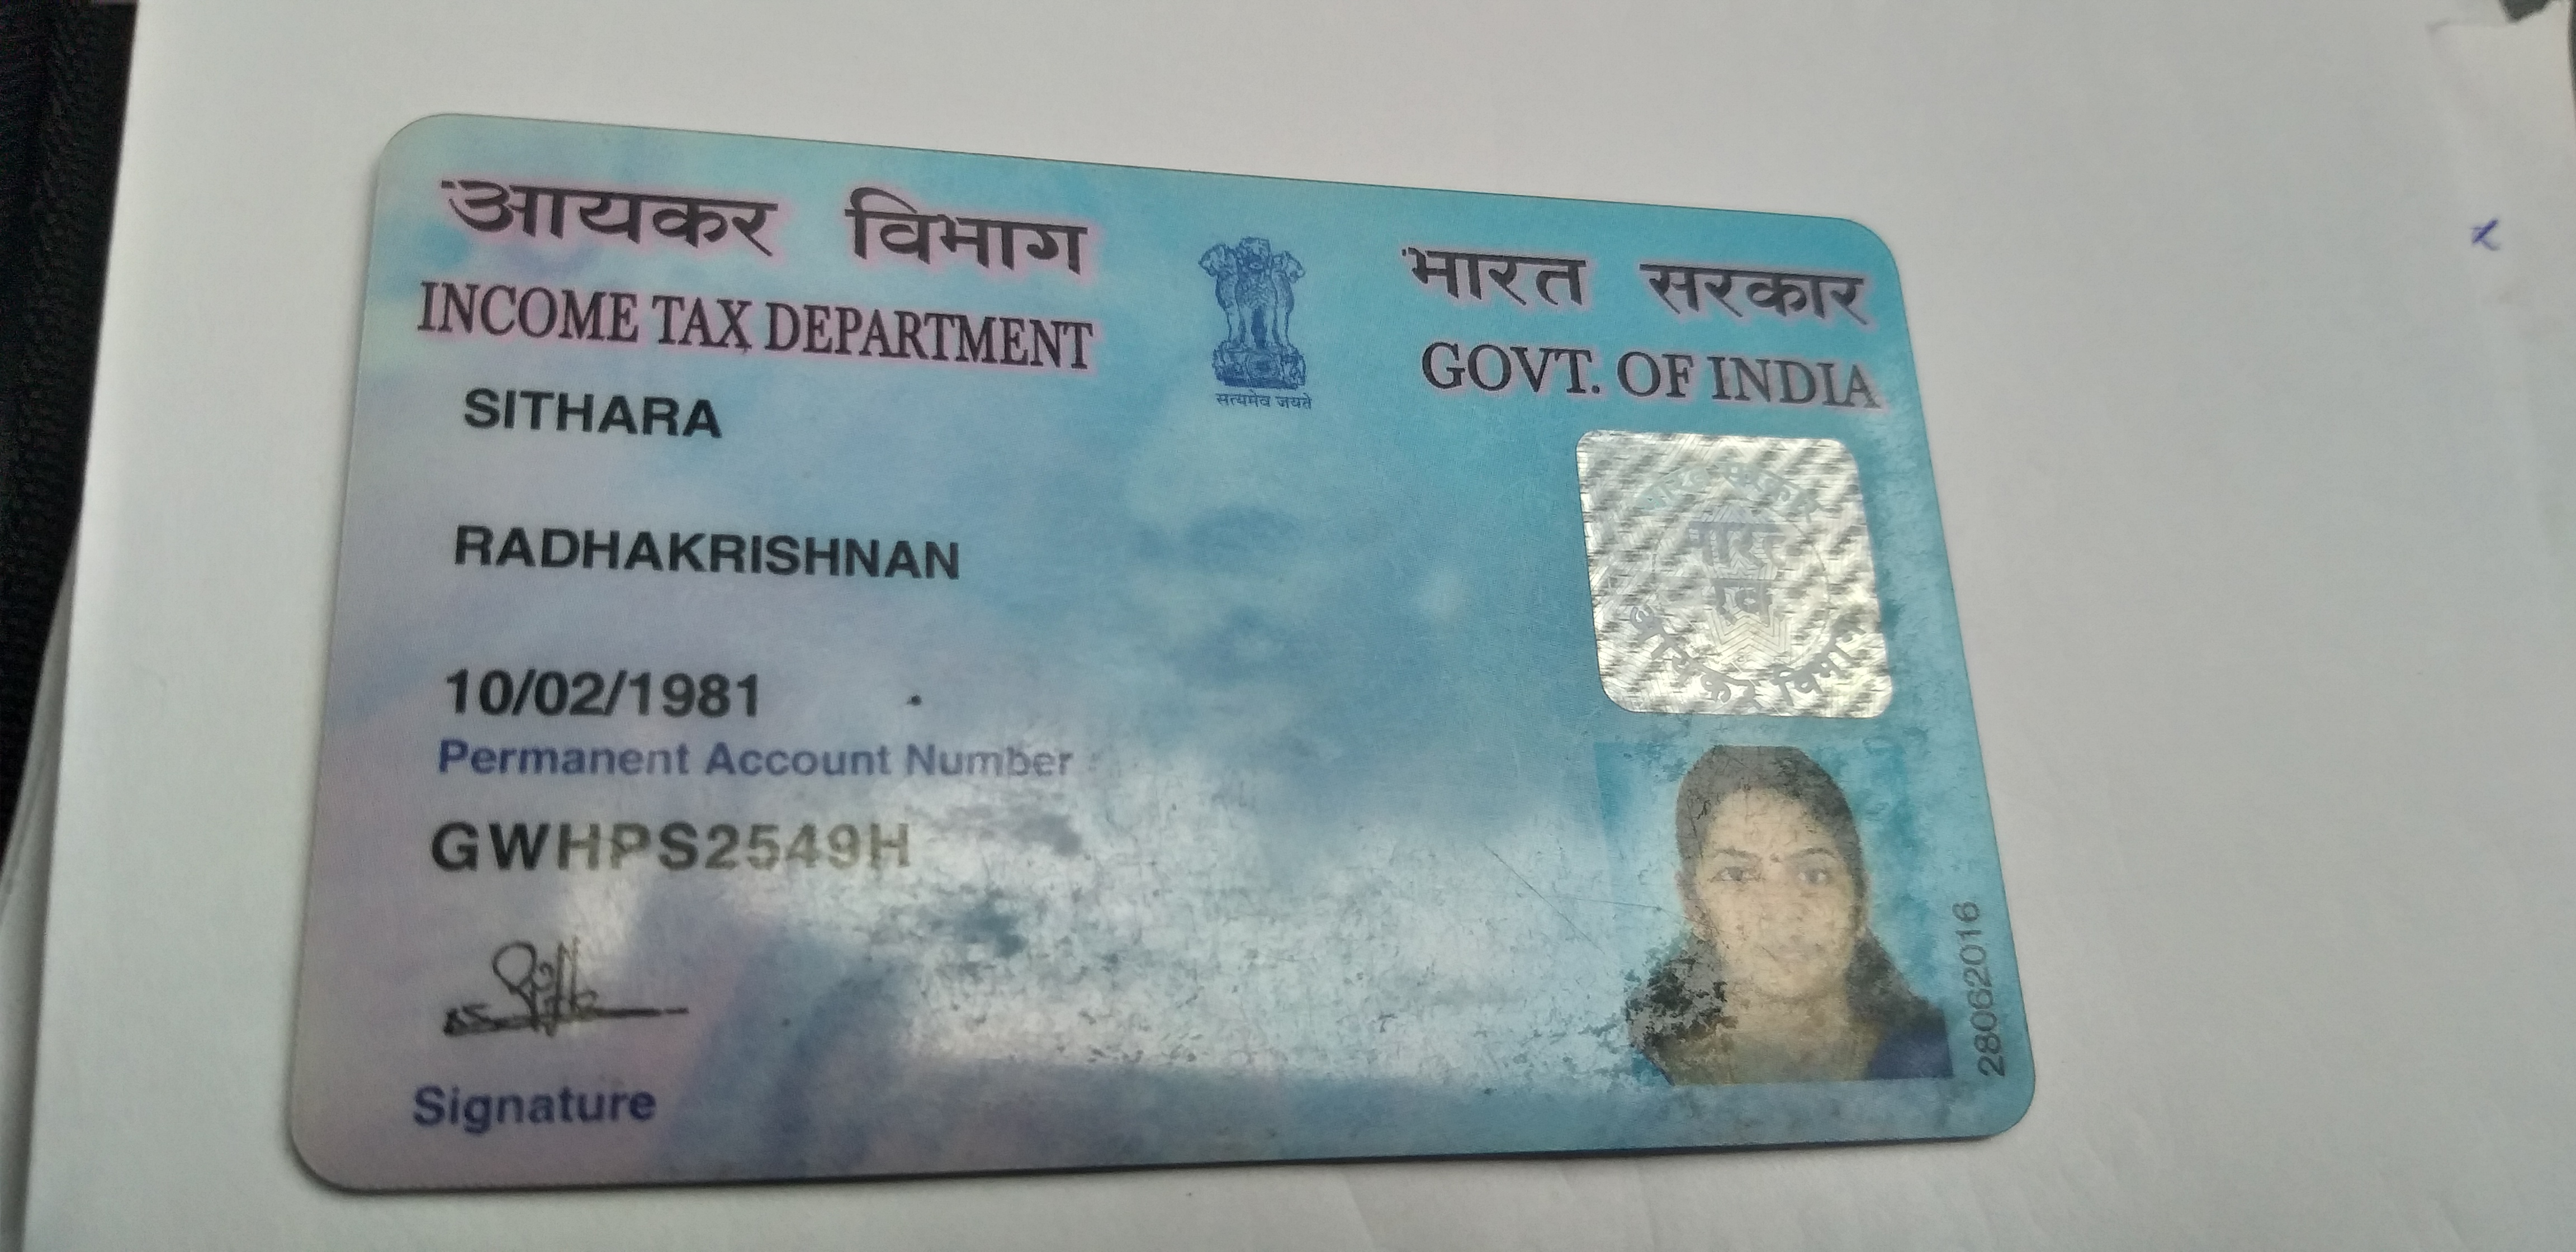 आयकर विभाग
INCOME TAX DEPARTMENT
भारत सरकार
GOVT. OF INDIA
सत्यमेव जयते
SITHARA
RADHAKRISHNAN
10/02/1981
Permanent Account Number
GWHPS2549H
Signature
28062016